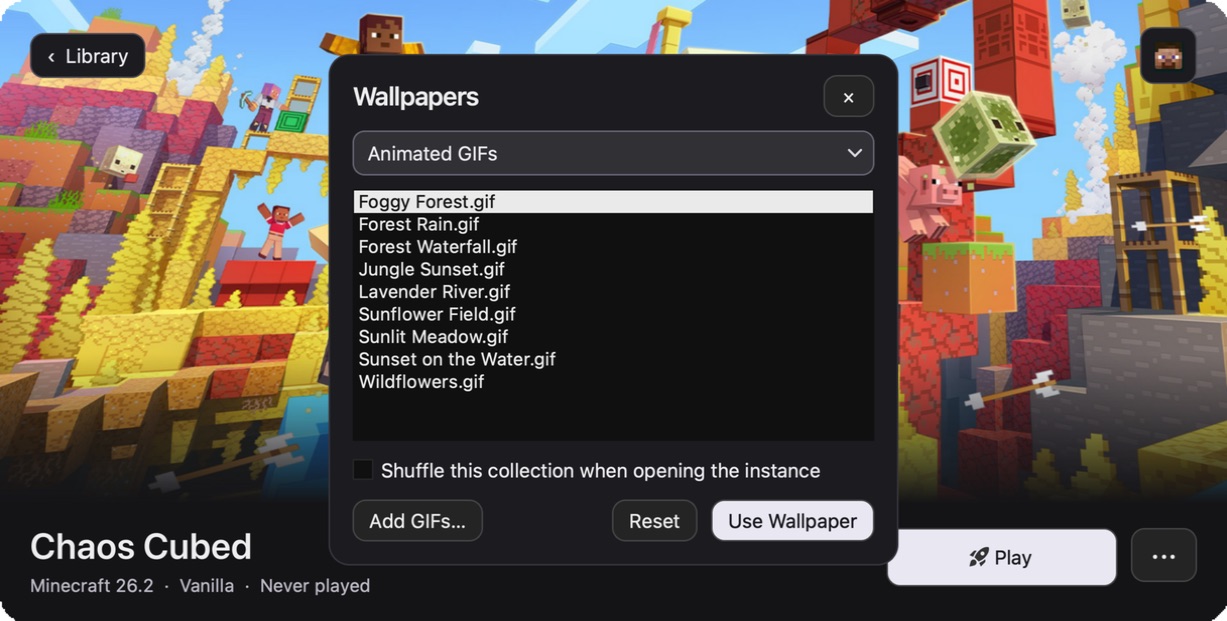 ‹ Library
Wallpapers
×
Animated GIFs
Foggy Forest.gif
Forest Rain.gif
Forest Waterfall.gif
Jungle Sunset.gif
Lavender River.gif
Sunflower Field.gif
Sunlit Meadow.gif
Sunset on the Water.gif
Wildflowers.gif
Shuffle this collection when opening the instance
Add GIFs...
Reset
Use Wallpaper
Chaos Cubed
Minecraft 26.2 · Vanilla · Never played
Play